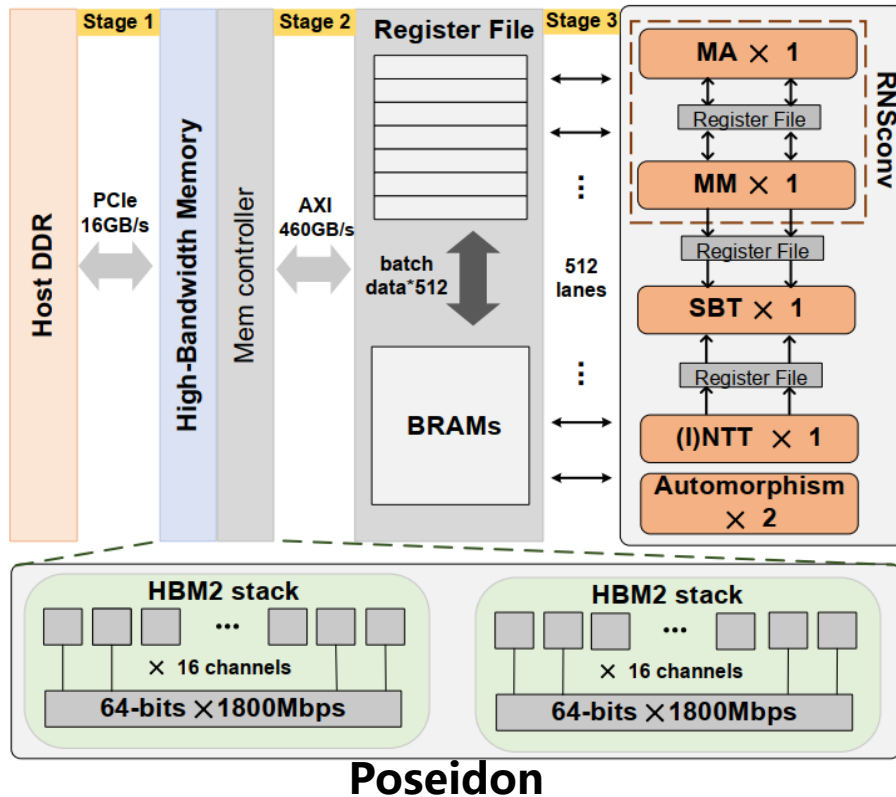 Stage 1
Stage 2
Stage 3
Host DDR
PCIe
16GB/s
High-Bandwidth Memory
Mem controller
AXI
460GB/s
Register File
batch
data*512
BRAMs
512
lanes
MA × 1
Register File
MM × 1
RNSconv
Register File
SBT × 1
Register File
(I)NTT × 1
Automorphism
× 2
HBM2 stack
...
× 16 channels
64-bits ×1800Mbps
HBM2 stack
...
× 16 channels
64-bits ×1800Mbps
Poseidon